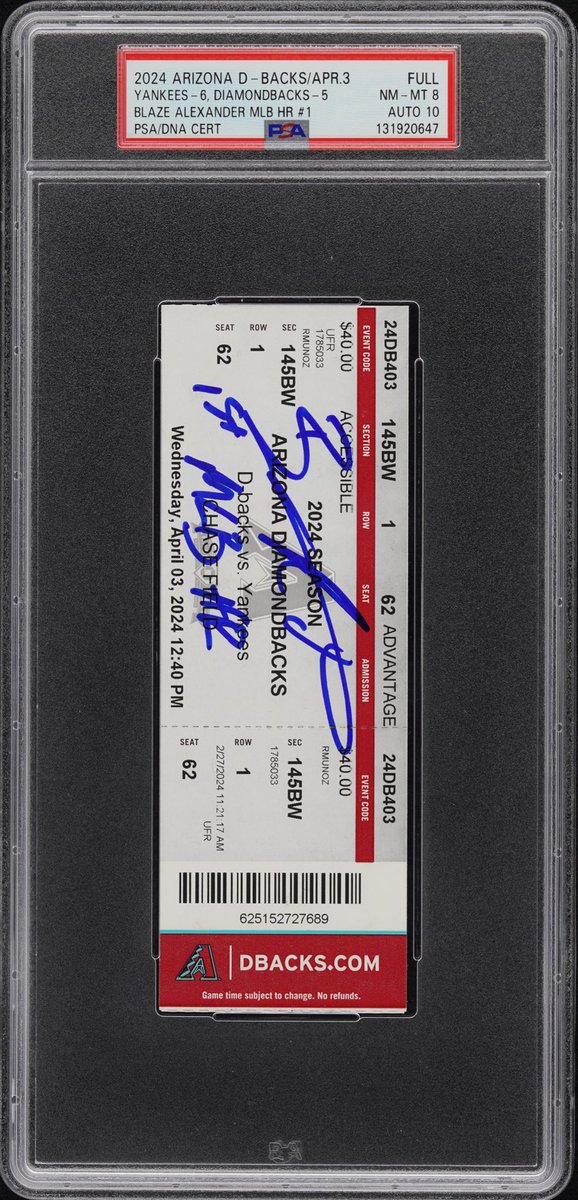 2024 ARIZONA D-BACKS/APR.3 FULL
YANKEES-6, DIAMONDBACKS-5 NM-MT 8
BLAZE ALEXANDER MLB HR #1 AUTO 10
PSA/DNA CERT 131920647
PSA
24DB403 145BW 1 62 ADVANTAGE 24DB403
EVENT CODE SECTION ROW SEAT ADMISSION EVENT CODE
$40.00 ACCESSIBLE $40.00
UFR
1785033
RMUNOZ
2024 SEASON
ARIZONA DIAMONDBACKS
D-backs vs. Yankees
CHASE FIELD
Wednesday, April 03, 2024 12:40 PM
SEC 145BW
ROW 1
SEAT 62
1st MLB HR
RMUNOZ
SEC 145BW
1785033
ROW 1
2/27/2024 11:21:17 AM
UFR
SEAT 62
625152727689
A
DBACKS.COM
Game time subject to change. No refunds.